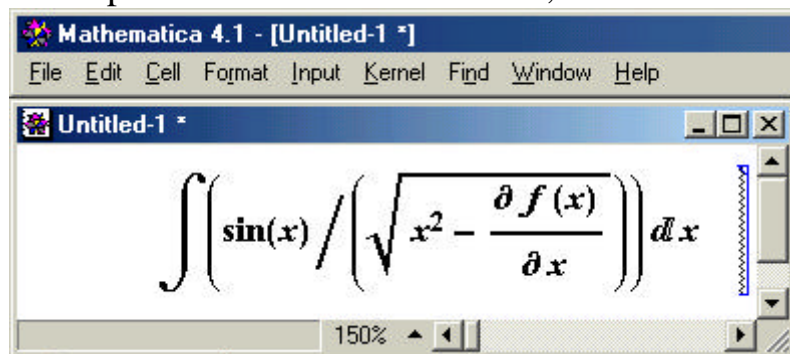 Mathematica 4.1 - [Untitled-1 *]
File Edit Cell Format Input Kernel Find Window Help
Untitled-1 *
∫(sin(x)/(√(x² − ∂f(x)/∂x))) ⅆx
150%